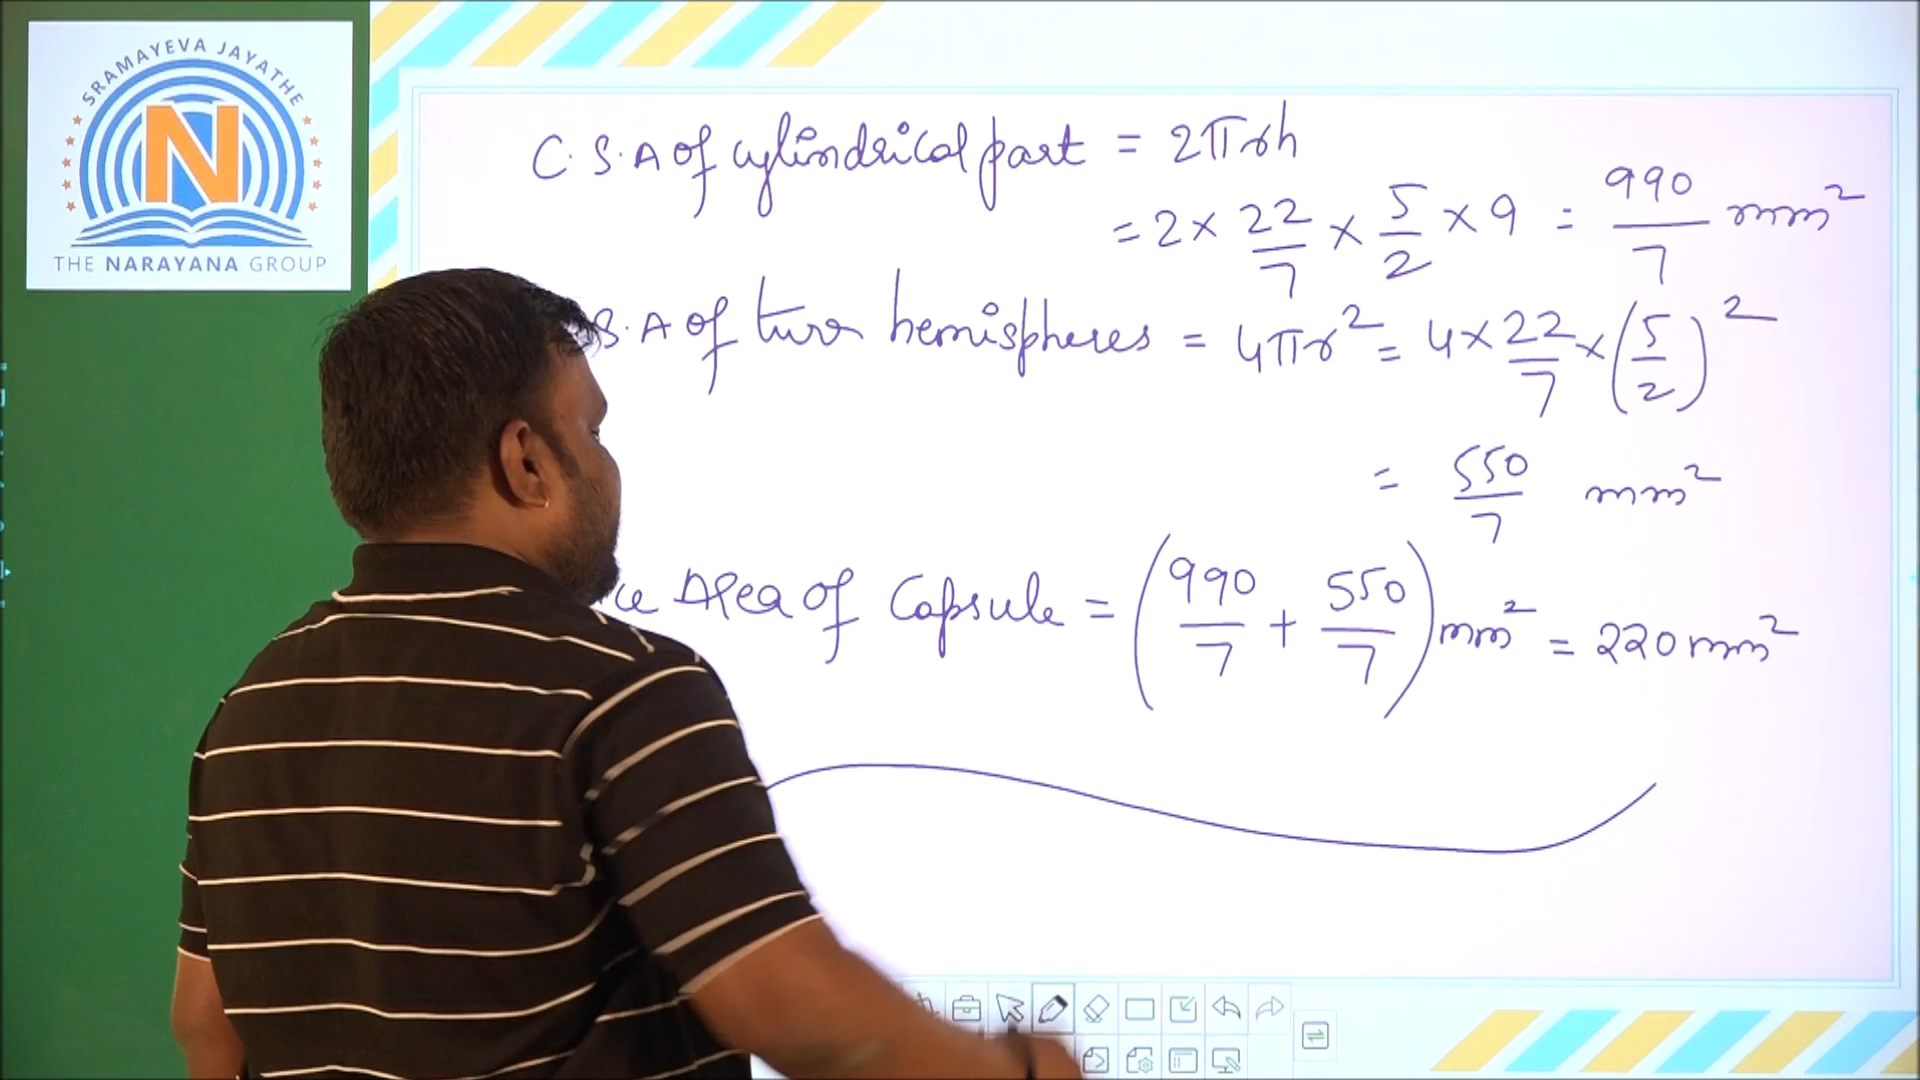 SRAMAYEVA JAYATHE
N
THE NARAYANA GROUP
C.S.A of cylindrical part = 2πrh
= 2 × 22/7 × 5/2 × 9 = 990/7 mm²
S.A of two hemispheres = 4πr² = 4 × 22/7 × (5/2)²
= 550/7 mm²
Area of Capsule = (990/7 + 550/7) mm² = 220 mm²